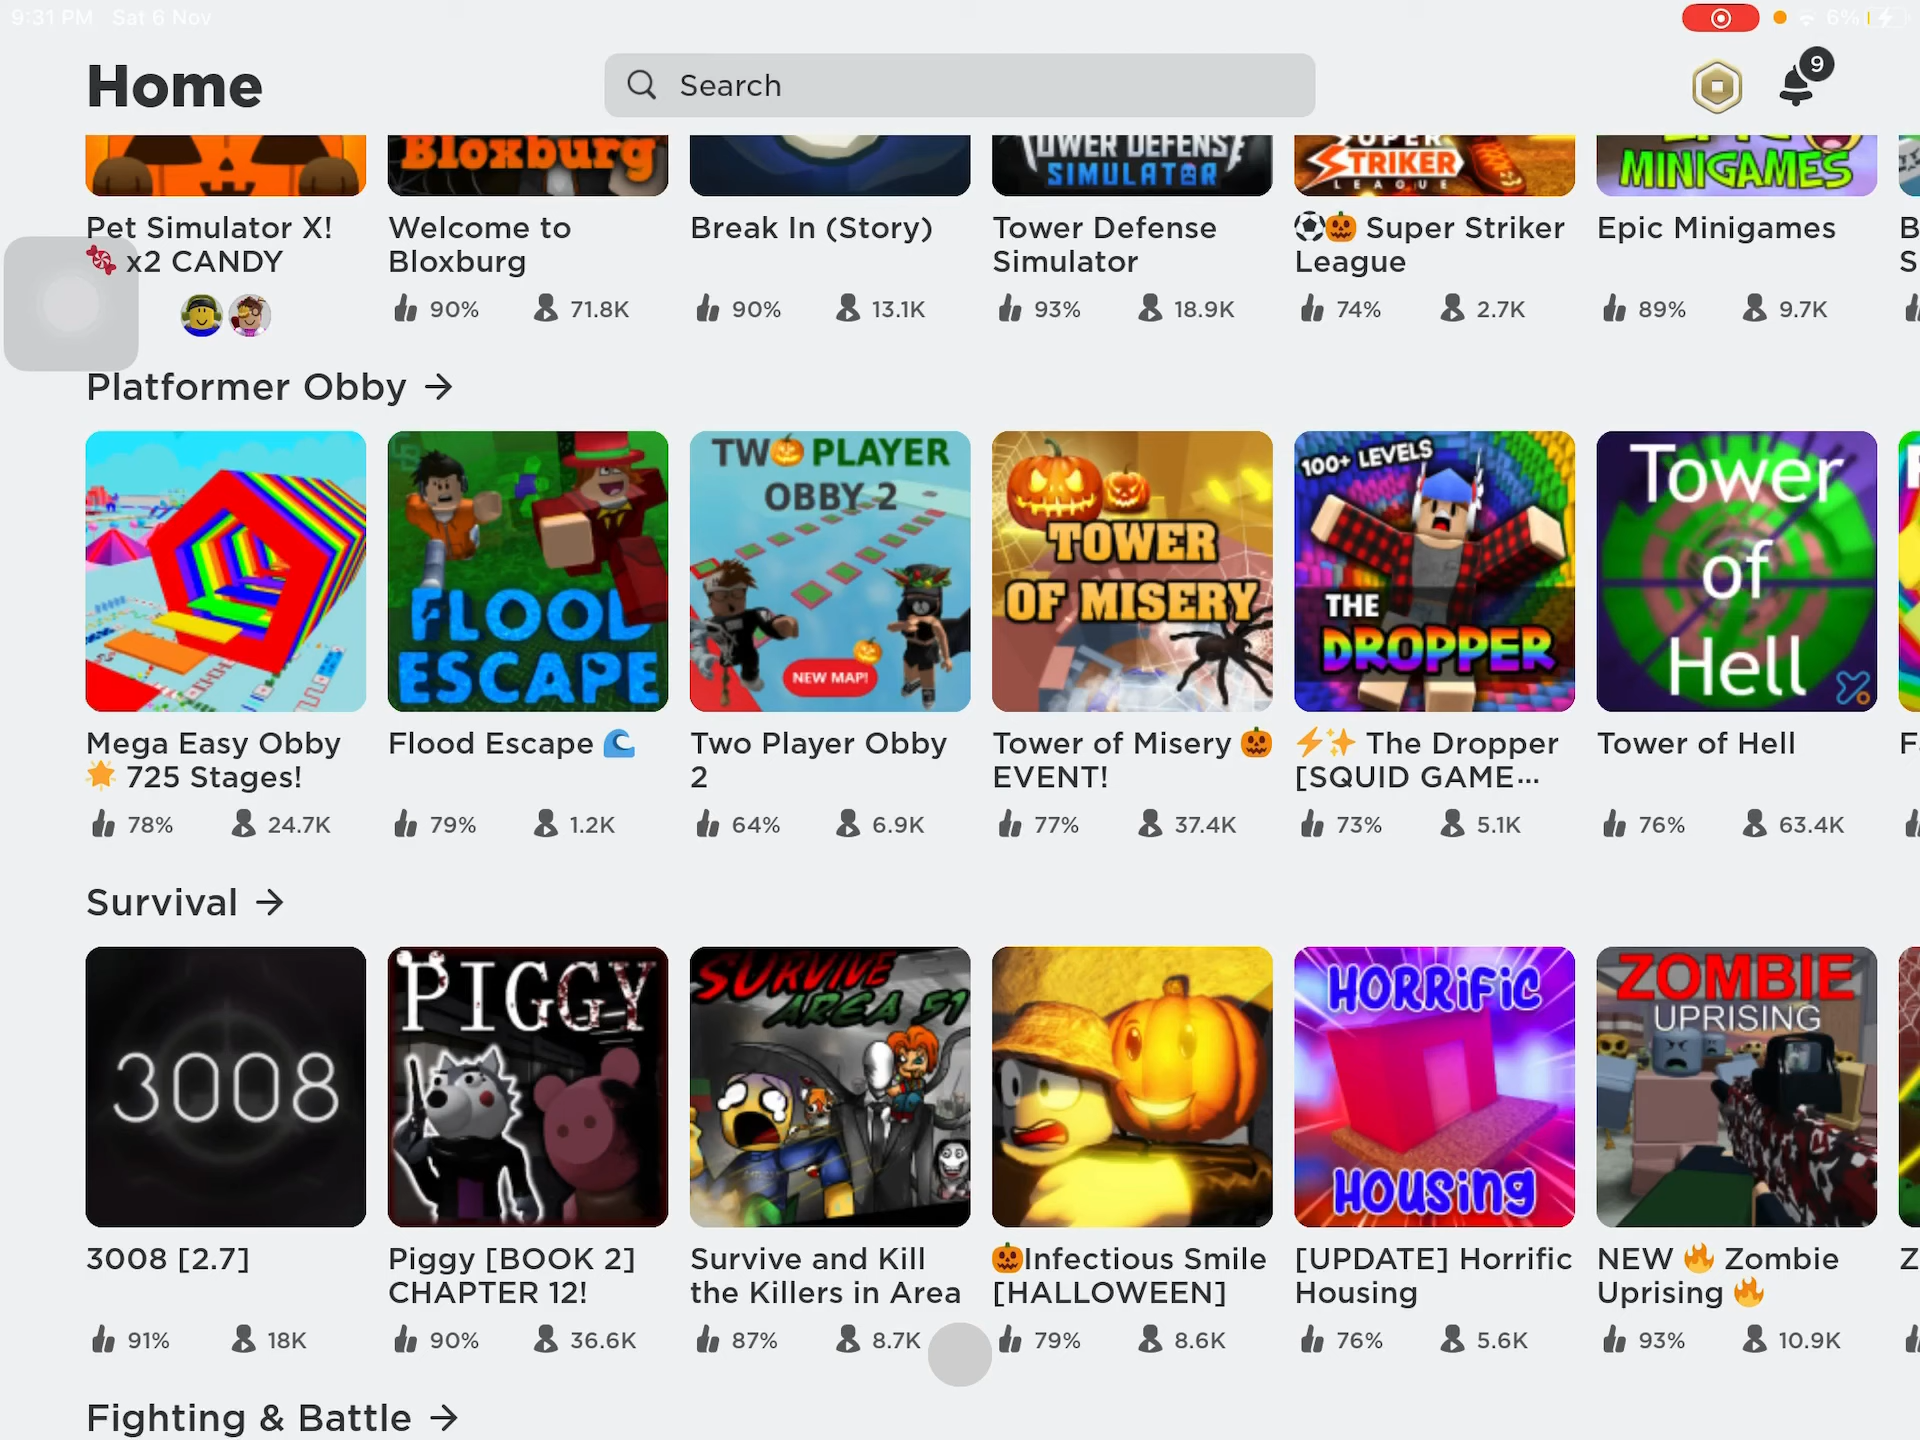 9:31 PM Sat 6 Nov
6%
Home
Search
9
Bloxburg
TOWER DEFENSE
SIMULATOR
SUPER
STRIKER
LEAGUE
EPIC
MINIGAMES
Pet Simulator X!
x2 CANDY
Welcome to
Bloxburg
90% 71.8K
Break In (Story)
90% 13.1K
Tower Defense
Simulator
93% 18.9K
⚽🎃 Super Striker
League
74% 2.7K
Epic Minigames
89% 9.7K
Platformer Obby →
FLOOD
ESCAPE
TWO PLAYER
OBBY 2
NEW MAP!
TOWER
OF MISERY
100+ LEVELS
THE
DROPPER
Tower
of
Hell
Mega Easy Obby
🌟 725 Stages!
78% 24.7K
Flood Escape 🌊
79% 1.2K
Two Player Obby
2
64% 6.9K
Tower of Misery 🎃
EVENT!
77% 37.4K
⚡✨ The Dropper
[SQUID GAME...
73% 5.1K
Tower of Hell
76% 63.4K
Survival →
3008
PIGGY
SURVIVE
AREA 51
HORRIFIC
HOUSING
ZOMBIE
UPRISING
3008 [2.7]
91% 18K
Piggy [BOOK 2]
CHAPTER 12!
90% 36.6K
Survive and Kill
the Killers in Area
87% 8.7K
🎃Infectious Smile
[HALLOWEEN]
79% 8.6K
[UPDATE] Horrific
Housing
76% 5.6K
NEW 🔥 Zombie
Uprising 🔥
93% 10.9K
Fighting & Battle →